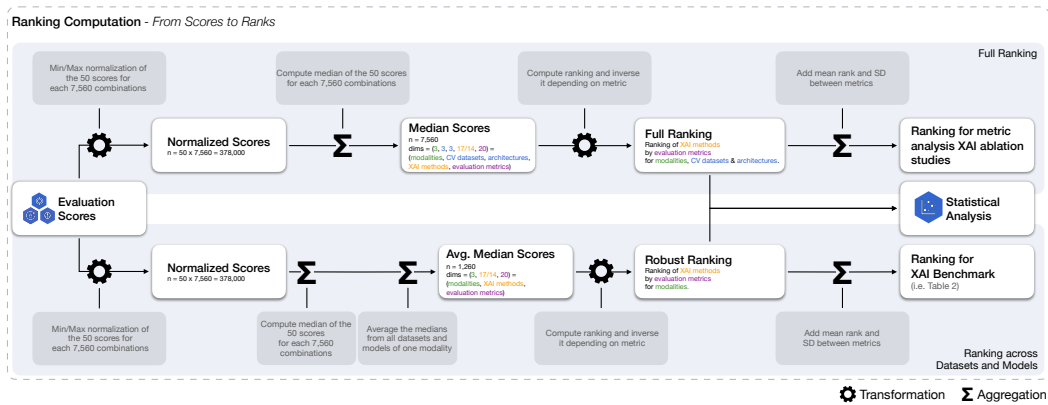 Ranking Computation - From Scores to Ranks
Full Ranking
Min/Max normalization of
the 50 scores for
each 7,560 combinations
Compute median of the 50 scores
for each 7,560 combinations
Compute ranking and inverse
it depending on metric
Add mean rank and SD
between metrics
Normalized Scores
n = 50 x 7,560 = 378,000
Median Scores
n = 7,560
dims = (3, 3, 3, 17/14, 20) =
(modalities, CV datasets, architectures,
XAI methods, evaluation metrics)
Full Ranking
Ranking of XAI methods
by evaluation metrics
for modalities, CV datasets & architectures.
Ranking for metric
analysis XAI ablation
studies
Evaluation
Scores
Statistical
Analysis
Normalized Scores
n = 50 x 7,560 = 378,000
Avg. Median Scores
n = 1,260
dims = (3, 17/14, 20) =
(modalities, XAI methods,
evaluation metrics)
Robust Ranking
Ranking of XAI methods
by evaluation metrics
for modalities.
Ranking for
XAI Benchmark
(i.e. Table 2)
Min/Max normalization of
the 50 scores for
each 7,560 combinations
Compute median of the
50 scores
for each 7,560
combinations
Average the medians
from all datasets and
models of one modality
Compute ranking and inverse
it depending on metric
Add mean rank and
SD between metrics
Ranking across
Datasets and Models
Transformation
Σ Aggregation